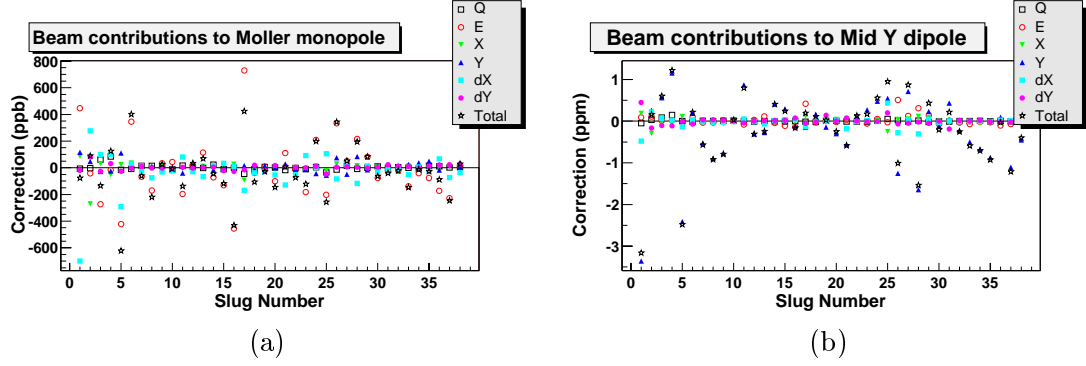 Beam contributions to Moller monopole
Q
E
X
Y
dX
dY
Total
Correction (ppb)
800
600
400
200
0
-200
-400
-600
0 5 10 15 20 25 30 35
Slug Number
(a)
Beam contributions to Mid Y dipole
Q
E
X
Y
dX
dY
Total
Correction (ppm)
1
0
-1
-2
-3
0 5 10 15 20 25 30 35
Slug Number
(b)